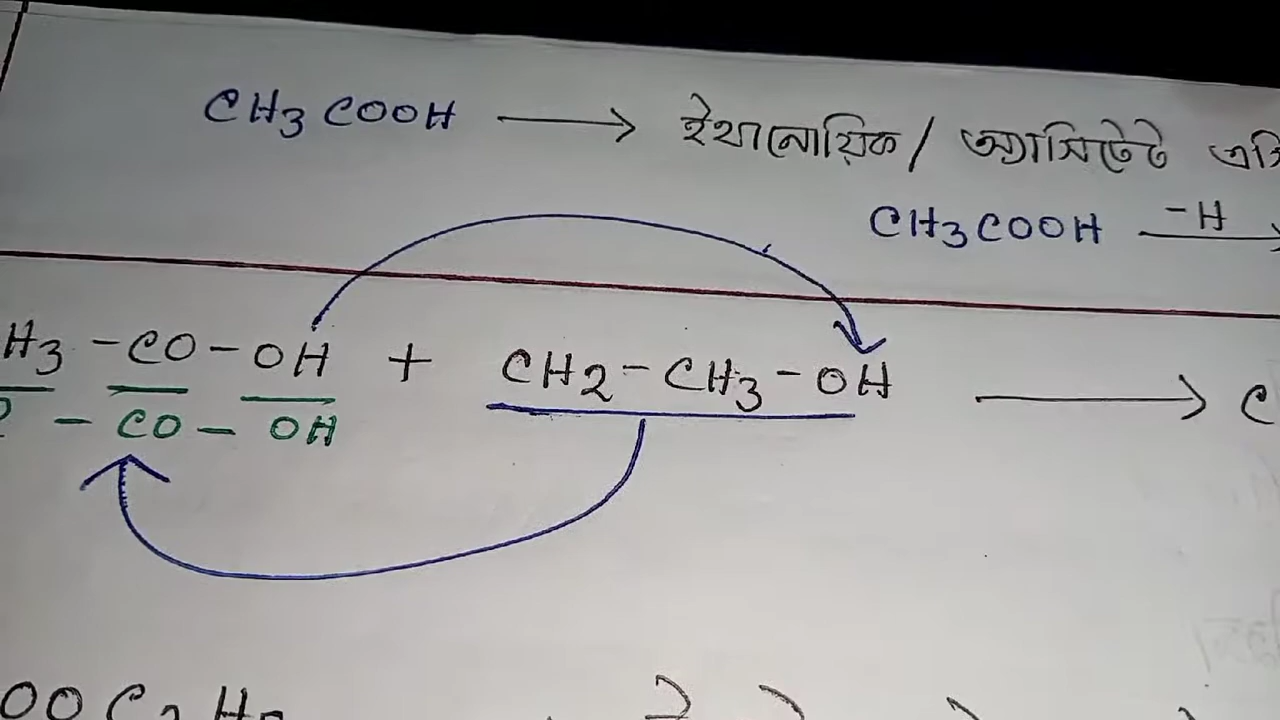 CH3COOH → ইথানোয়িক / অ্যাসিটেটে
CH3COOH -H →
H3 - CO - OH + CH2 - CH3 - OH → C
- CO - OH